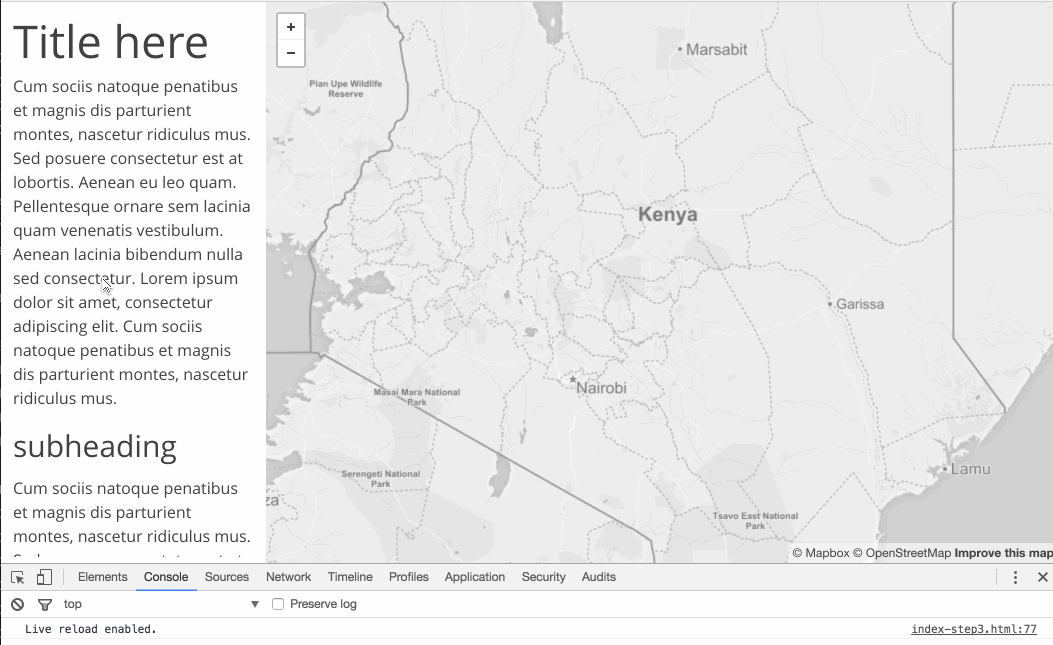 Title here
Cum sociis natoque penatibus
et magnis dis parturient
montes, nascetur ridiculus mus.
Sed posuere consectetur est at
lobortis. Aenean eu leo quam.
Pellentesque ornare sem lacinia
quam venenatis vestibulum.
Aenean lacinia bibendum nulla
sed consectetur. Lorem ipsum
dolor sit amet, consectetur
adipiscing elit. Cum sociis
natoque penatibus et magnis
dis parturient montes, nascetur
ridiculus mus.
subheading
Cum sociis natoque penatibus
et magnis dis parturient
montes, nascetur ridiculus mus.
+
−
Marsabit
Pian Upe Wildlife
Reserve
Kenya
Garissa
Nairobi
Masai Mara National
Park
Serengeti National
Park
za
Lamu
Tsavo East National
Park
© Mapbox © OpenStreetMap Improve this map
Elements Console Sources Network Timeline Profiles Application Security Audits
top ▼ Preserve log
Live reload enabled. index-step3.html:77